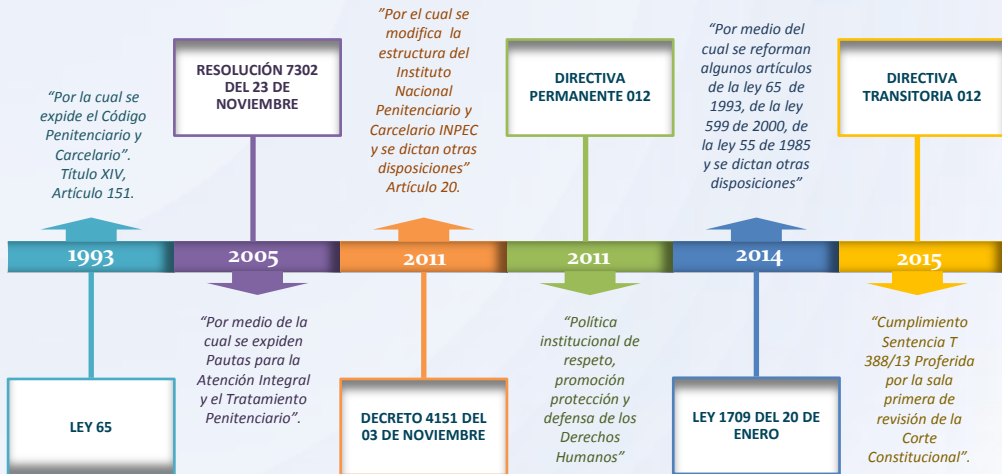 “Por la cual se
expide el Código
Penitenciario y
Carcelario”.
Título XIV,
Artículo 151.
1993
LEY 65
RESOLUCIÓN 7302
DEL 23 DE
NOVIEMBRE
2005
“Por medio de la
cual se expiden
Pautas para la
Atención Integral
y el Tratamiento
Penitenciario”.
”Por el cual se
modifica la
estructura del
Instituto
Nacional
Penitenciario y
Carcelario INPEC
y se dictan otras
disposiciones”
Artículo 20.
2011
DECRETO 4151 DEL
03 DE NOVIEMBRE
DIRECTIVA
PERMANENTE 012
2011
“Política
institucional de
respeto,
promoción
protección y
defensa de los
Derechos
Humanos”
“Por medio del
cual se reforman
algunos artículos
de la ley 65 de
1993, de la ley
599 de 2000, de
la ley 55 de 1985
y se dictan otras
disposiciones”
2014
LEY 1709 DEL 20 DE
ENERO
DIRECTIVA
TRANSITORIA 012
2015
“Cumplimiento
Sentencia T
388/13 Proferida
por la sala
primera de
revisión de la
Corte
Constitucional”.